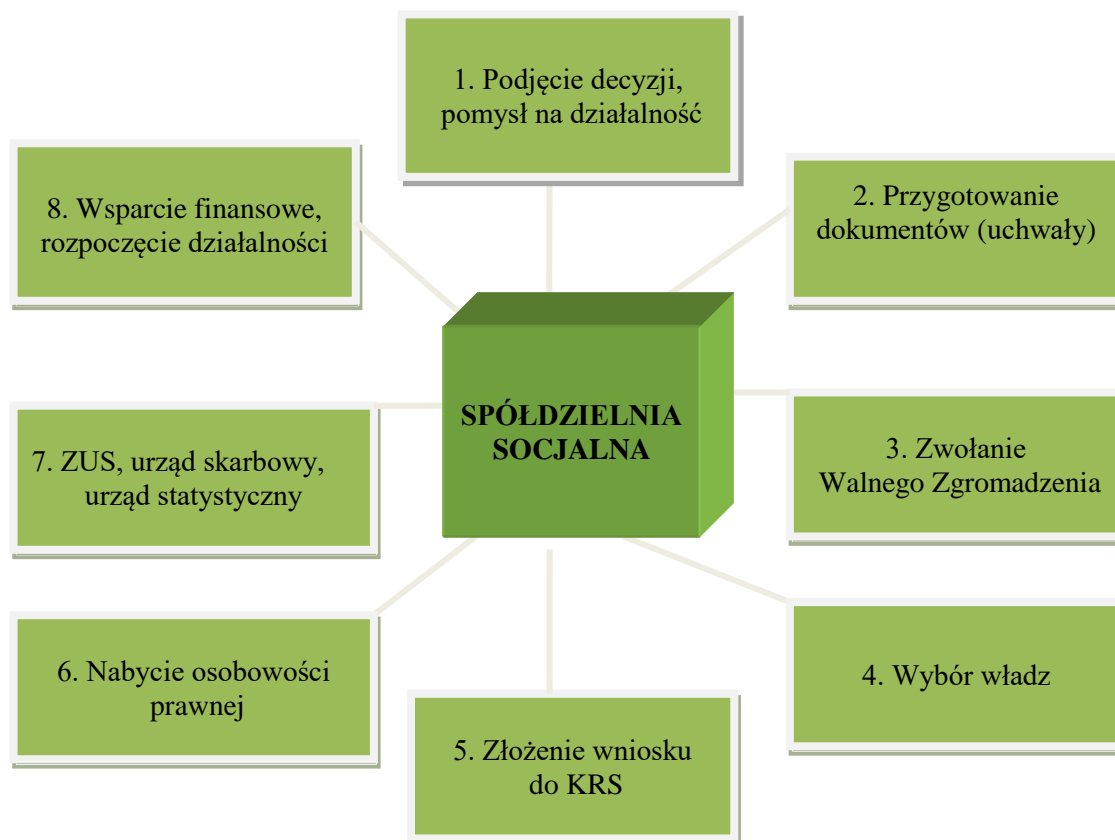 1. Podjęcie decyzji,
pomysł na działalność
2. Przygotowanie
dokumentów (uchwały)
3. Zwołanie
Walnego Zgromadzenia
4. Wybór władz
5. Złożenie wniosku
do KRS
6. Nabycie osobowości
prawnej
7. ZUS, urząd skarbowy,
urząd statystyczny
8. Wsparcie finansowe,
rozpoczęcie działalności
SPÓŁDZIELNIA
SOCJALNA